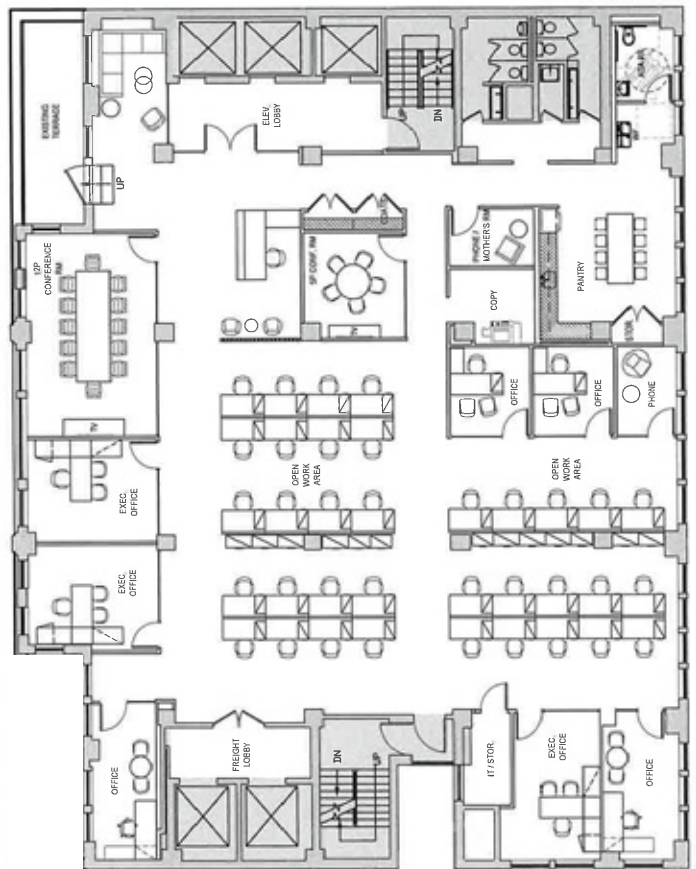 EXISTING
TERRACE
UP
ELEV.
LOBBY
UP
DN
12P
CONFERENCE
RM
TV
5P CONF. RM
TV
PHONE /
MOTHER'S RM
COPY
PANTRY
STOR.
OFFICE
OFFICE
PHONE
OPEN
WORK
AREA
OPEN
WORK
AREA
EXEC.
OFFICE
EXEC.
OFFICE
OFFICE
FREIGHT
LOBBY
DN
UP
IT / STOR.
EXEC.
OFFICE
OFFICE